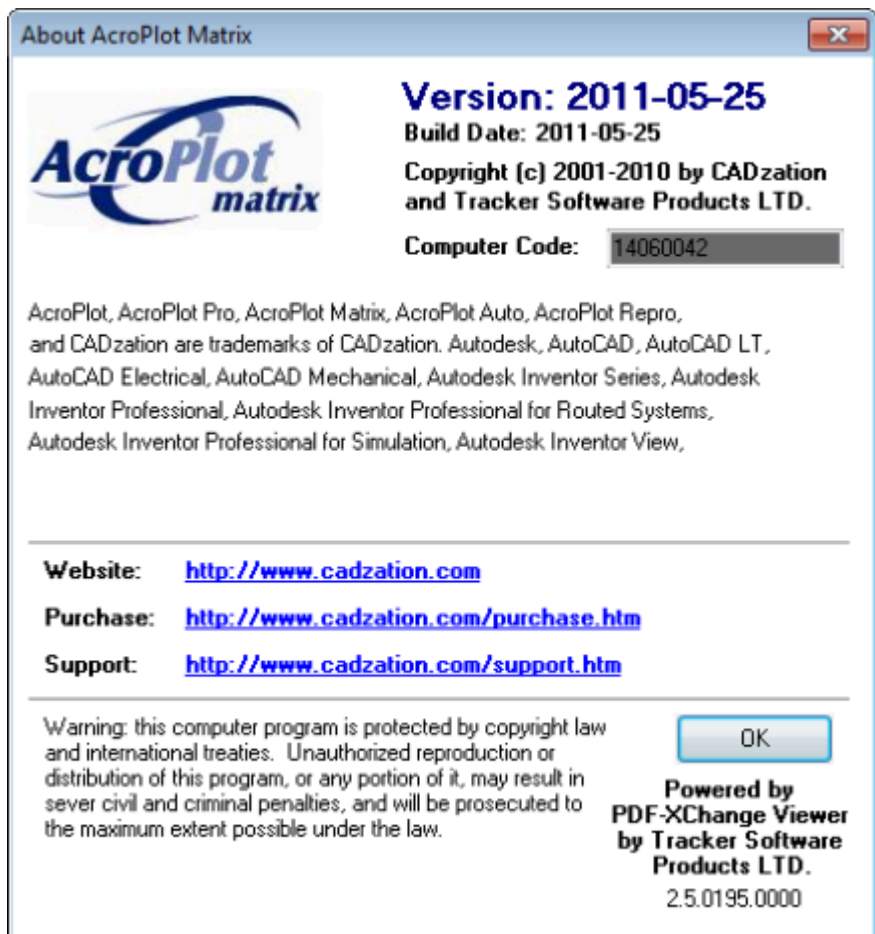 About AcroPlot Matrix
AcroPlot
matrix
Version: 2011-05-25
Build Date: 2011-05-25
Copyright (c) 2001-2010 by CADzation
and Tracker Software Products LTD.
Computer Code: 14060042
AcroPlot, AcroPlot Pro, AcroPlot Matrix, AcroPlot Auto, AcroPlot Repro,
and CADzation are trademarks of CADzation. Autodesk, AutoCAD, AutoCAD LT,
AutoCAD Electrical, AutoCAD Mechanical, Autodesk Inventor Series, Autodesk
Inventor Professional, Autodesk Inventor Professional for Routed Systems,
Autodesk Inventor Professional for Simulation, Autodesk Inventor View,
Website: http://www.cadzation.com
Purchase: http://www.cadzation.com/purchase.htm
Support: http://www.cadzation.com/support.htm
Warning: this computer program is protected by copyright law
and international treaties. Unauthorized reproduction or
distribution of this program, or any portion of it, may result in
sever civil and criminal penalties, and will be prosecuted to
the maximum extent possible under the law.
OK
Powered by
PDF-XChange Viewer
by Tracker Software
Products LTD.
2.5.0195.0000